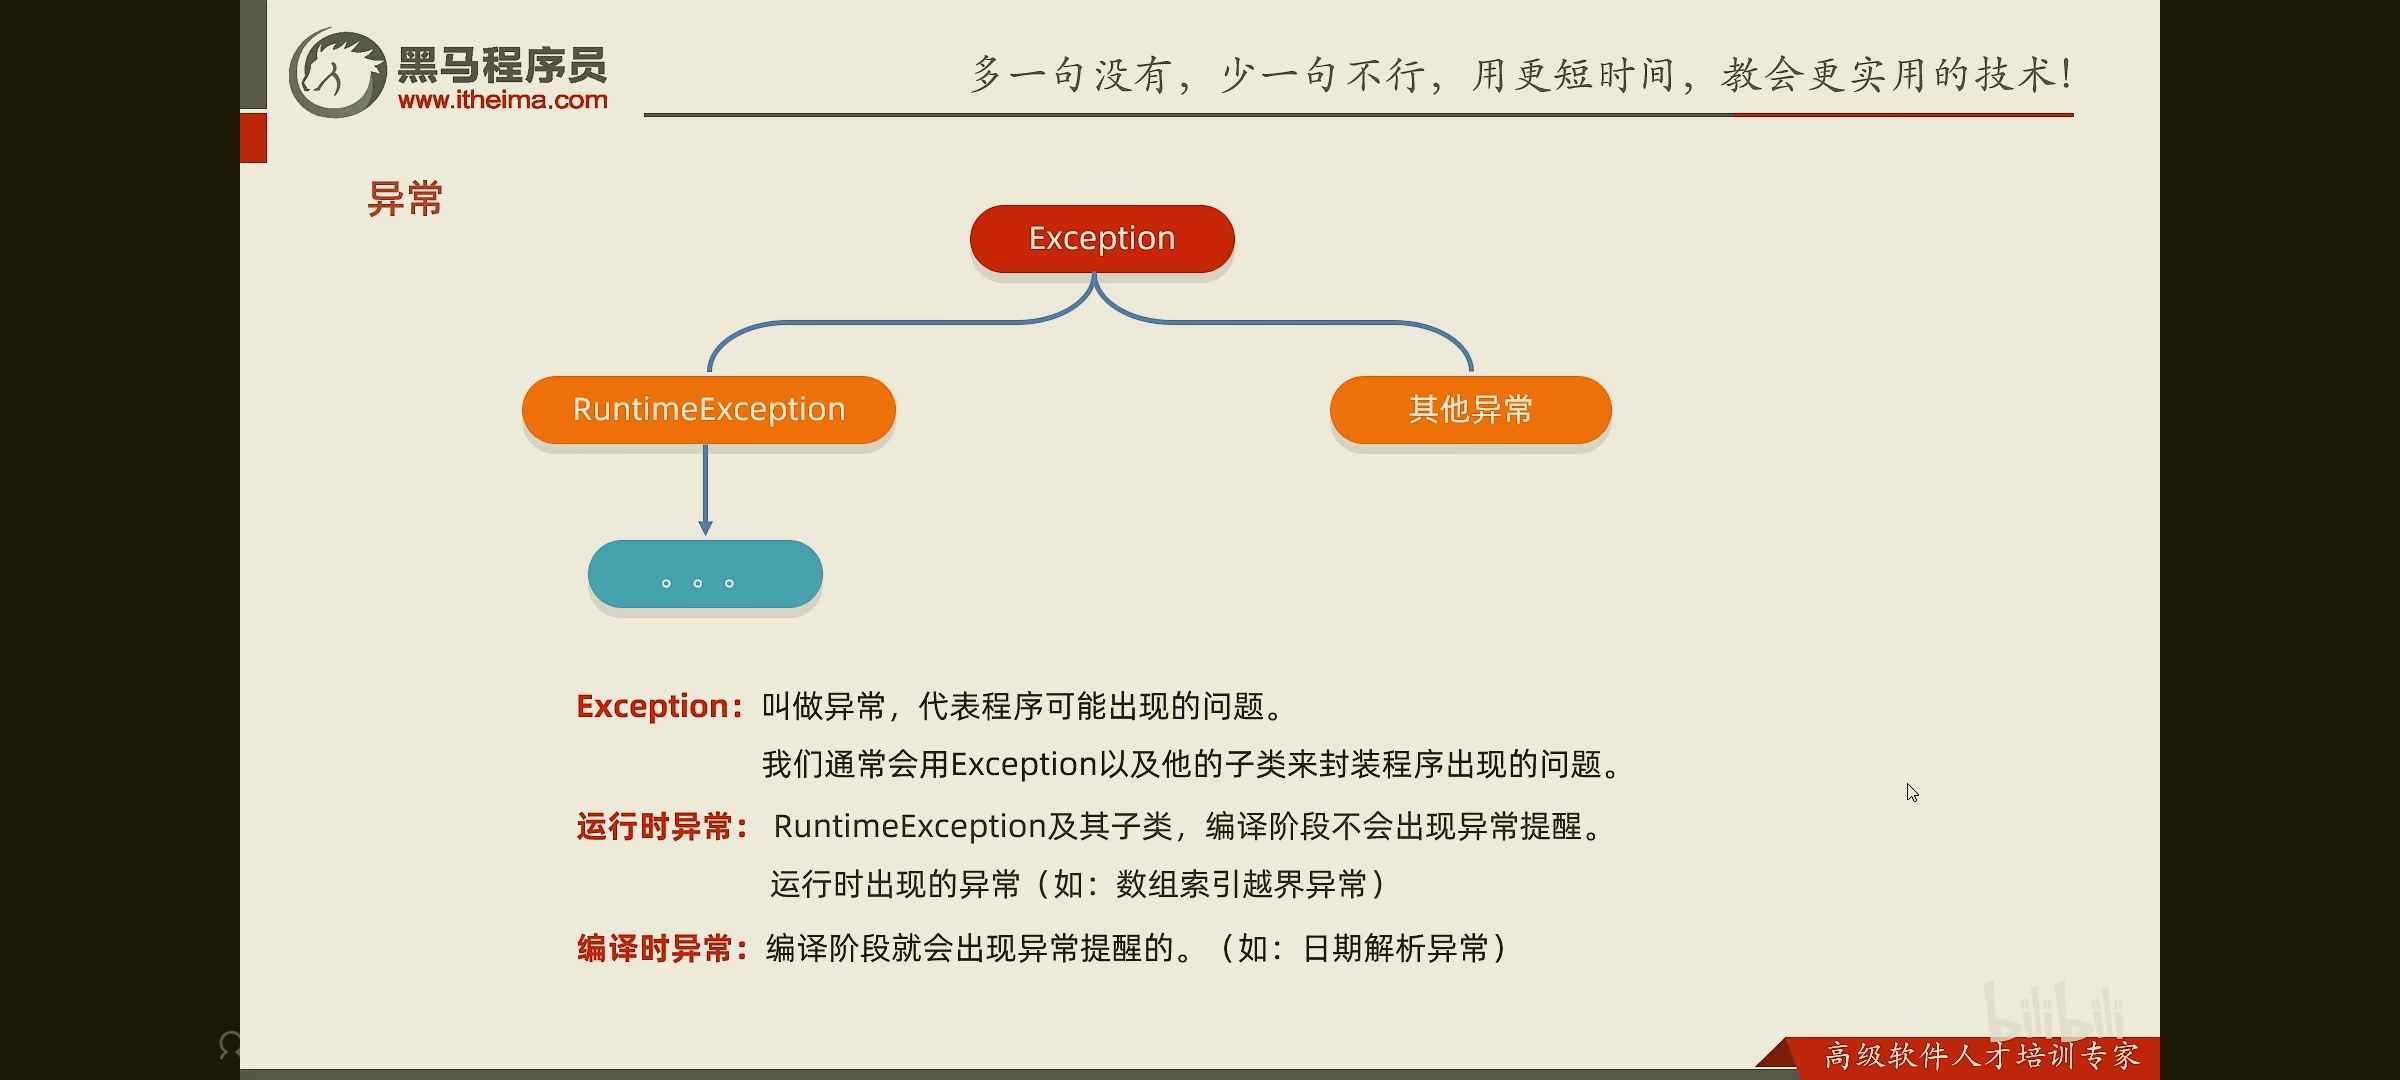 黑马程序员
www.itheima.com
多一句没有，少一句不行，用更短时间，教会更实用的技术！
异常
Exception
RuntimeException
其他异常
。。。
Exception：叫做异常，代表程序可能出现的问题。
我们通常会用Exception以及他的子类来封装程序出现的问题。
运行时异常：RuntimeException及其子类，编译阶段不会出现异常提醒。
运行时出现的异常（如：数组索引越界异常）
编译时异常：编译阶段就会出现异常提醒的。（如：日期解析异常）
bilibili
高级软件人才培训专家